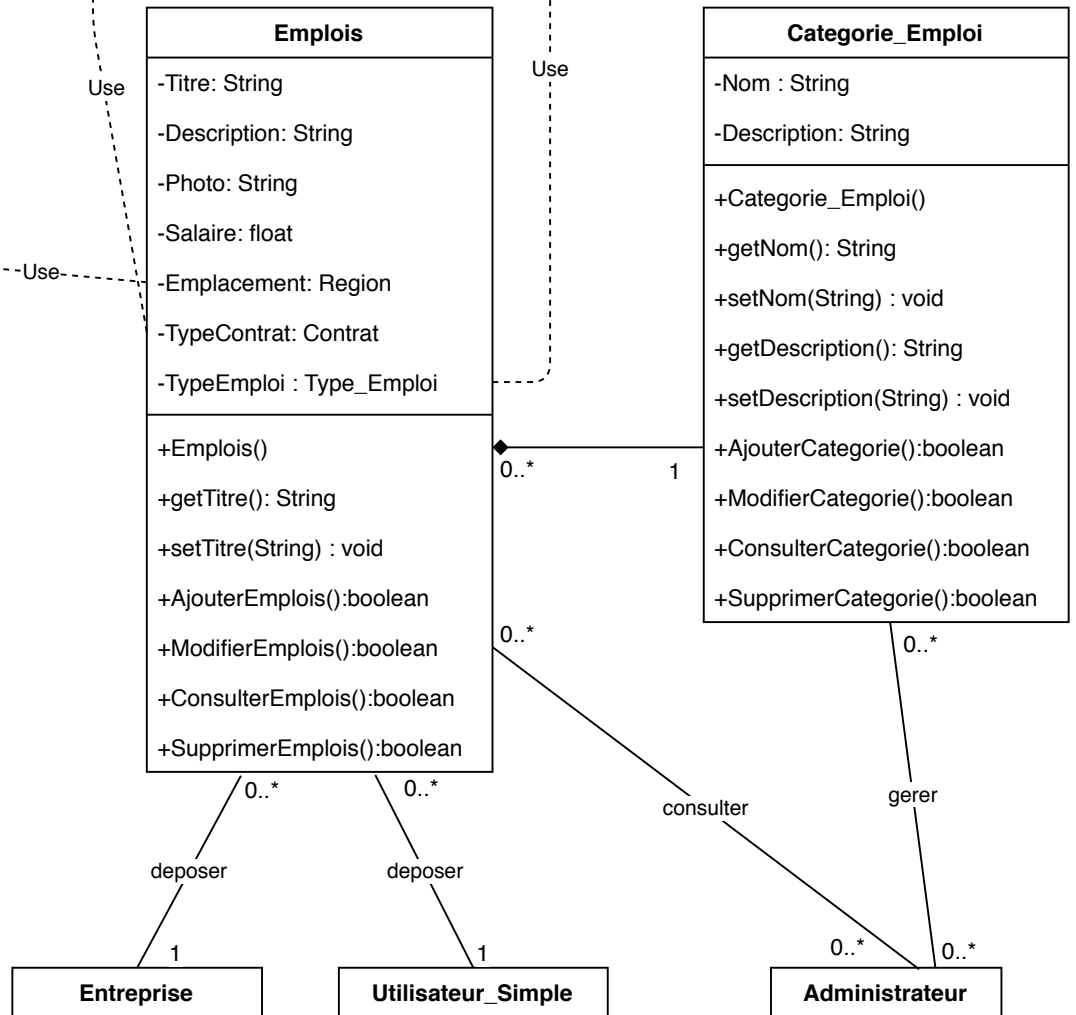 Use
Use
Use
Emplois
-Titre: String
-Description: String
-Photo: String
-Salaire: float
-Emplacement: Region
-TypeContrat: Contrat
-TypeEmploi : Type_Emploi
+Emplois()
+getTitre(): String
+setTitre(String) : void
+AjouterEmplois():boolean
+ModifierEmplois():boolean
+ConsulterEmplois():boolean
+SupprimerEmplois():boolean
Categorie_Emploi
-Nom : String
-Description: String
+Categorie_Emploi()
+getNom(): String
+setNom(String) : void
+getDescription(): String
+setDescription(String) : void
+AjouterCategorie():boolean
+ModifierCategorie():boolean
+ConsulterCategorie():boolean
+SupprimerCategorie():boolean
0..*
1
0..*
0..*
0..*
0..*
consulter
gerer
deposer
deposer
1
1
0..*
0..*
Entreprise
Utilisateur_Simple
Administrateur